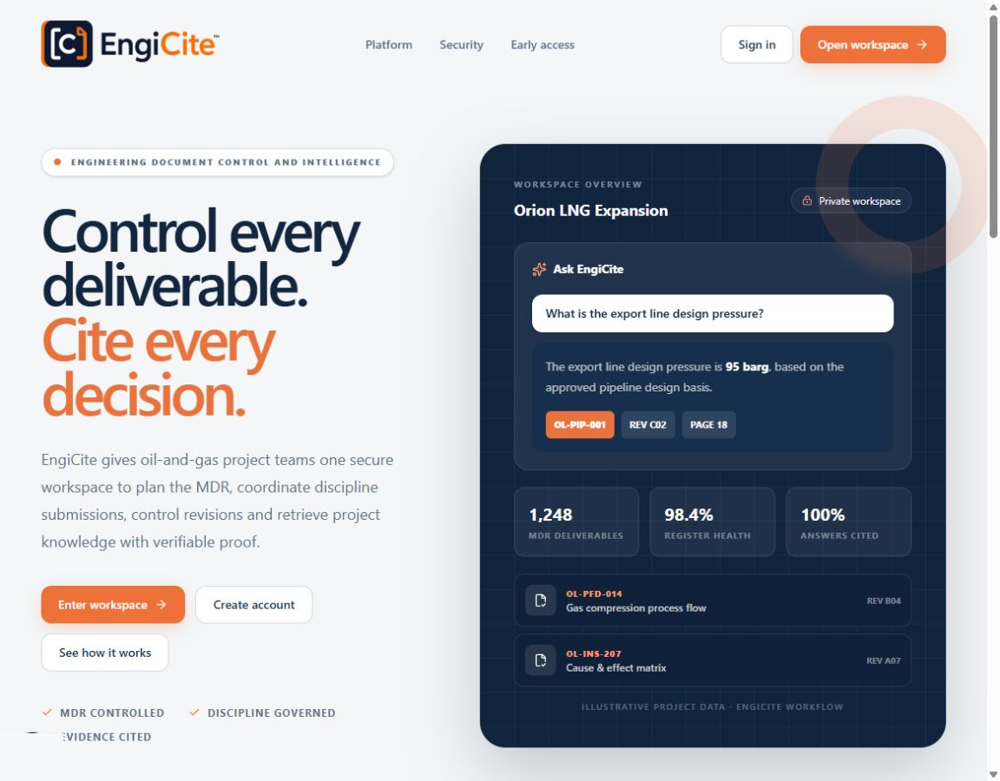 [C] EngiCite™
Platform
Security
Early access
Sign in
Open workspace
ENGINEERING DOCUMENT CONTROL AND INTELLIGENCE
Control every
deliverable.
Cite every
decision.
EngiCite gives oil-and-gas project teams one secure
workspace to plan the MDR, coordinate discipline
submissions, control revisions and retrieve project
knowledge with verifiable proof.
Enter workspace
Create account
See how it works
MDR CONTROLLED
DISCIPLINE GOVERNED
EVIDENCE CITED
WORKSPACE OVERVIEW
Orion LNG Expansion
Private workspace
Ask EngiCite
What is the export line design pressure?
The export line design pressure is 95 barg, based on the
approved pipeline design basis.
OL-PIP-001
REV C02
PAGE 18
1,248
MDR DELIVERABLES
98.4%
REGISTER HEALTH
100%
ANSWERS CITED
OL-PFD-014
Gas compression process flow
REV B04
OL-INS-207
Cause & effect matrix
REV A07
ILLUSTRATIVE PROJECT DATA · ENGICITE WORKFLOW